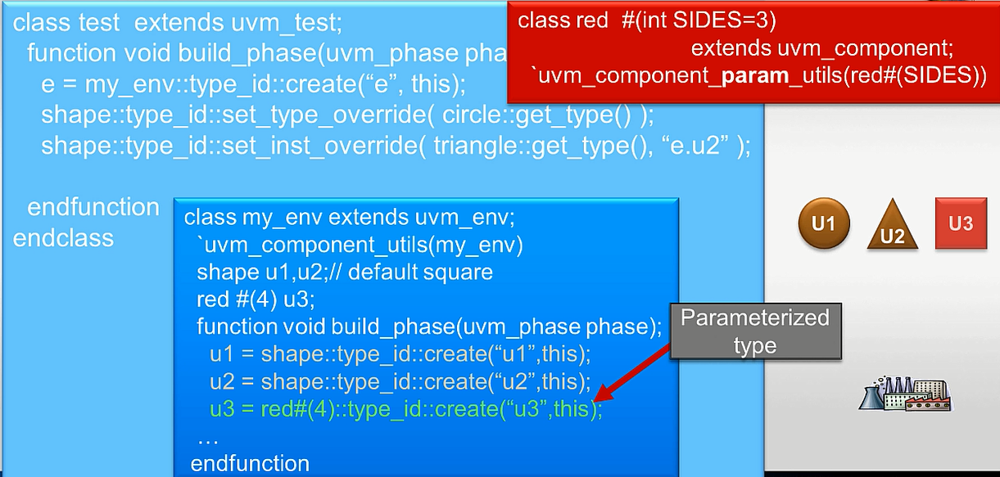 class test extends uvm_test;
function void build_phase(uvm_phase pha
e = my_env::type_id::create(“e”, this);
shape::type_id::set_type_override( circle::get_type() );
shape::type_id::set_inst_override( triangle::get_type(), “e.u2” );
endfunction
endclass
class red #(int SIDES=3)
extends uvm_component;
`uvm_component_param_utils(red#(SIDES))
class my_env extends uvm_env;
`uvm_component_utils(my_env)
shape u1,u2;// default square
red #(4) u3;
function void build_phase(uvm_phase phase);
u1 = shape::type_id::create(“u1”,this);
u2 = shape::type_id::create(“u2”,this);
u3 = red#(4)::type_id::create(“u3”,this);
…
endfunction
Parameterized
type
U1
U2
U3